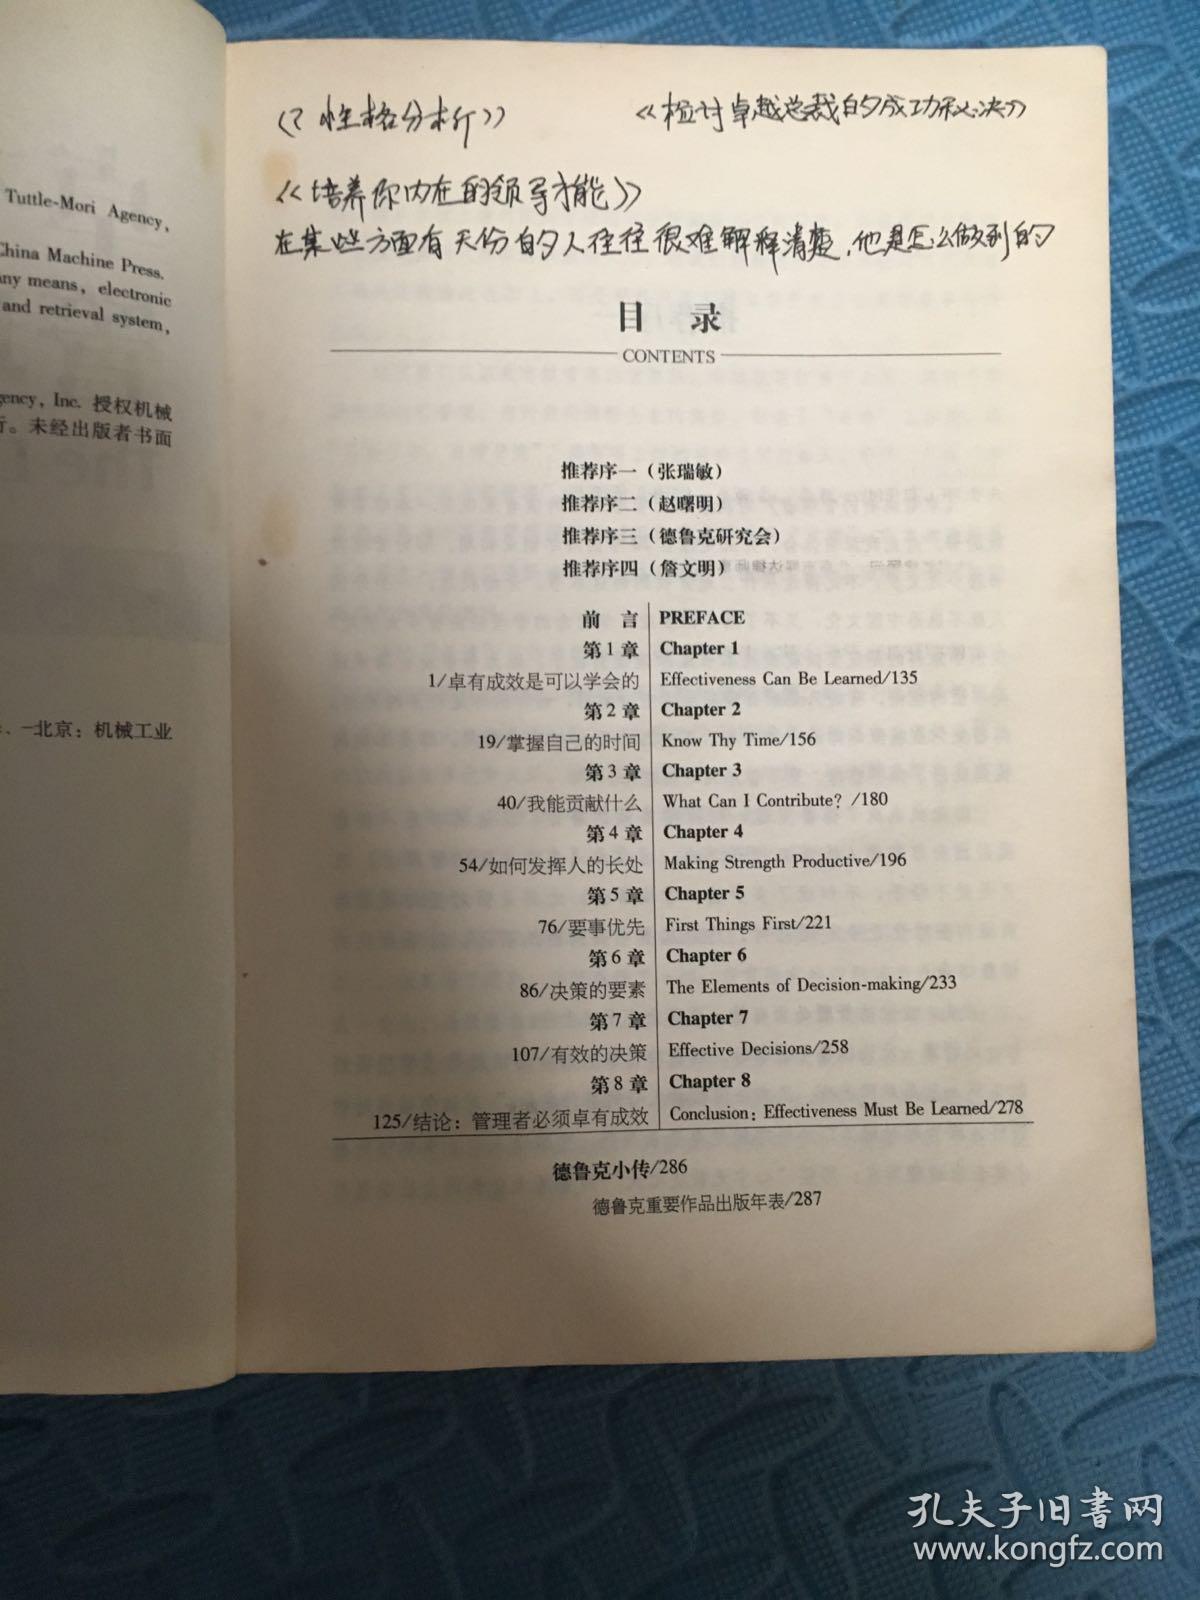 Tuttle-Mori Agency,
China Machine Press.
any means, electronic
and retrieval system,
Inc. 授权机械
行。未经出版者书面
—北京：机械工业
《？性格分析》》
《检讨卓越总裁的成功秘决》
《培养你内在的领导才能》
在某些方面有天份的人往往很难解释清楚，他是怎么做到的
目 录
CONTENTS
推荐序一（张瑞敏）
推荐序二（赵曙明）
推荐序三（德鲁克研究会）
推荐序四（詹文明）
前 言 PREFACE
第1章 Chapter 1
1/卓有成效是可以学会的 Effectiveness Can Be Learned/135
第2章 Chapter 2
19/掌握自己的时间 Know Thy Time/156
第3章 Chapter 3
40/我能贡献什么 What Can I Contribute? /180
第4章 Chapter 4
54/如何发挥人的长处 Making Strength Productive/196
第5章 Chapter 5
76/要事优先 First Things First/221
第6章 Chapter 6
86/决策的要素 The Elements of Decision-making/233
第7章 Chapter 7
107/有效的决策 Effective Decisions/258
第8章 Chapter 8
125/结论：管理者必须卓有成效 Conclusion: Effectiveness Must Be Learned/278
德鲁克小传/286
德鲁克重要作品出版年表/287
孔夫子旧书网
www.kongfz.com